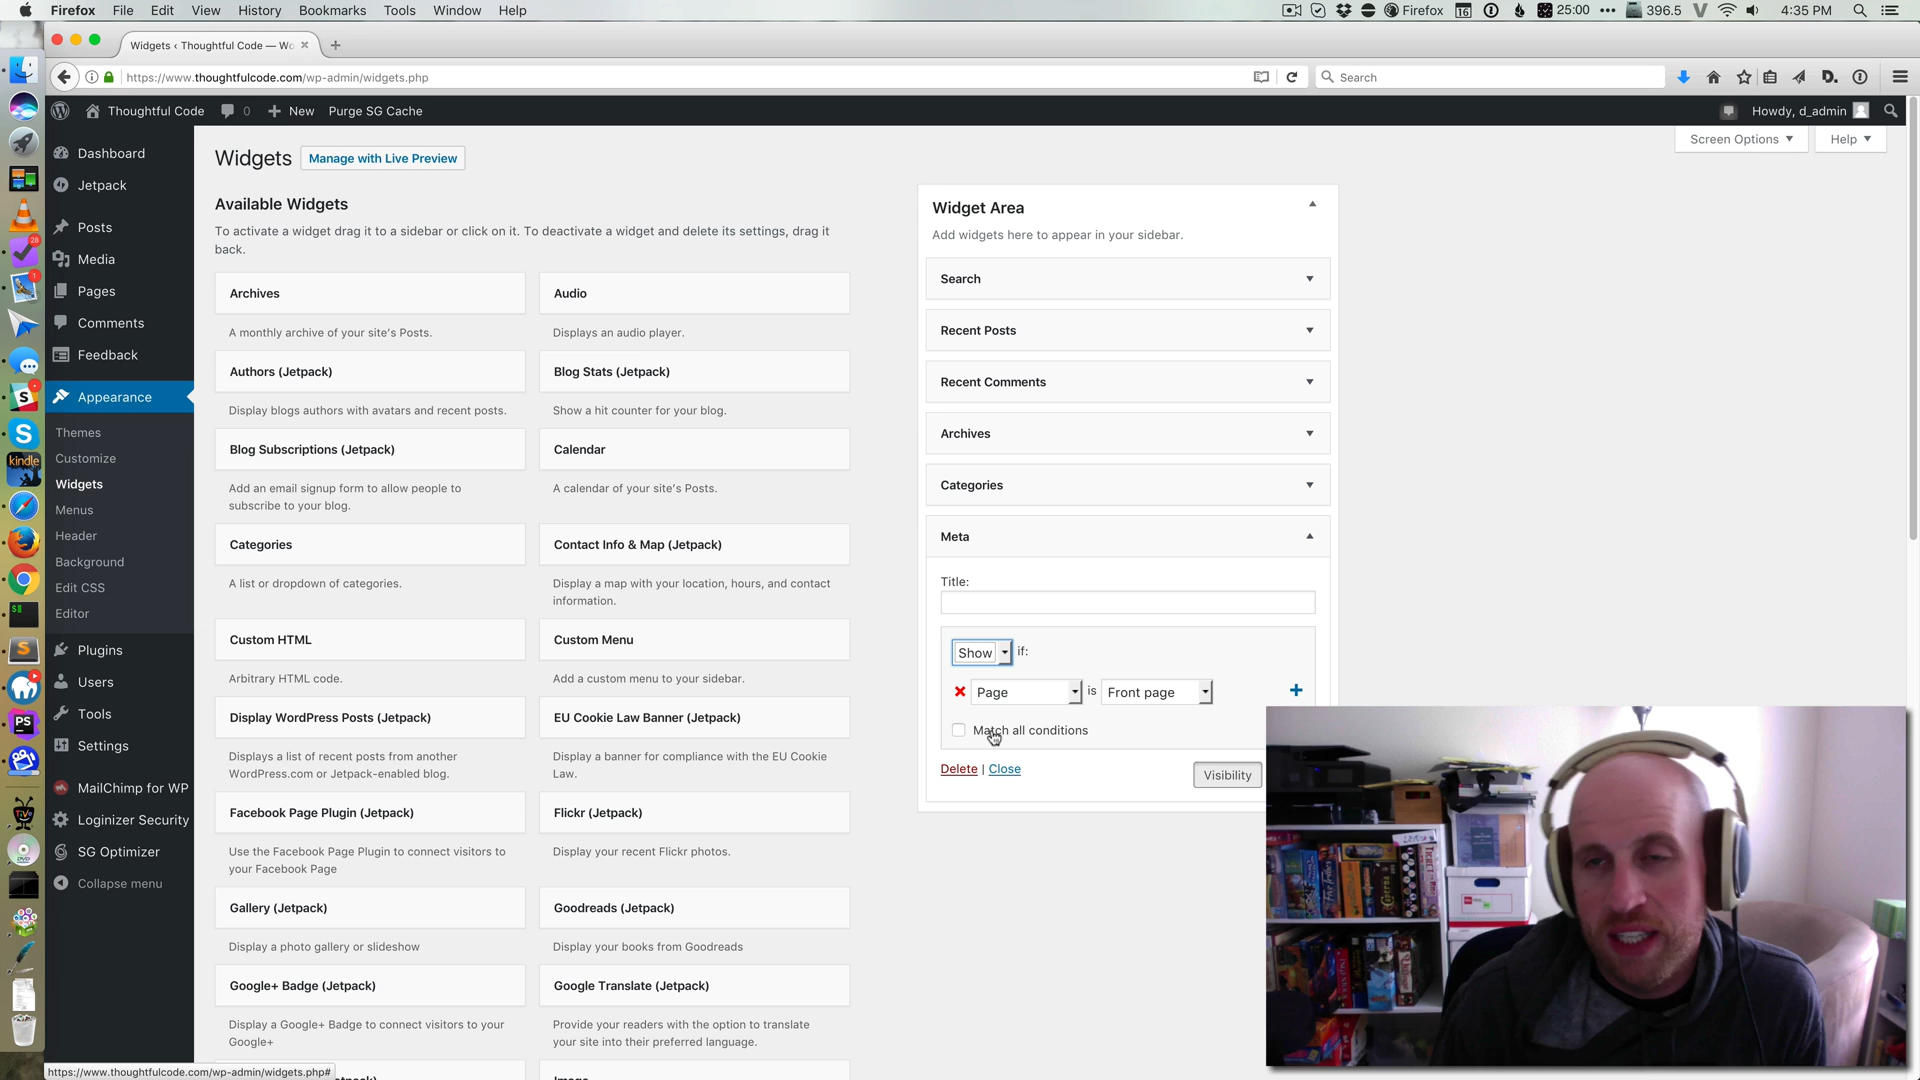 Firefox File Edit View History Bookmarks Tools Window Help
Firefox 16 25:00 396.5 4:35 PM
Widgets ‹ Thoughtful Code — Wo
https://www.thoughtfulcode.com/wp-admin/widgets.php
Search
Thoughtful Code 0 New Purge SG Cache
Howdy, d_admin
Screen Options Help
Dashboard
Jetpack
Posts
Media
Pages
Comments
Feedback
Appearance
Themes
Customize
Widgets
Menus
Header
Background
Edit CSS
Editor
Plugins
Users
Tools
Settings
MailChimp for WP
Loginizer Security
SG Optimizer
Collapse menu
28
1
kindle
PS
TiVo
DVD
Widgets Manage with Live Preview
Available Widgets
To activate a widget drag it to a sidebar or click on it. To deactivate a widget and delete its settings, drag it
back.
Archives
A monthly archive of your site's Posts.
Audio
Displays an audio player.
Authors (Jetpack)
Display blogs authors with avatars and recent posts.
Blog Stats (Jetpack)
Show a hit counter for your blog.
Blog Subscriptions (Jetpack)
Add an email signup form to allow people to
subscribe to your blog.
Calendar
A calendar of your site's Posts.
Categories
A list or dropdown of categories.
Contact Info & Map (Jetpack)
Display a map with your location, hours, and contact
information.
Custom HTML
Arbitrary HTML code.
Custom Menu
Add a custom menu to your sidebar.
Display WordPress Posts (Jetpack)
Displays a list of recent posts from another
WordPress.com or Jetpack-enabled blog.
EU Cookie Law Banner (Jetpack)
Display a banner for compliance with the EU Cookie
Law.
Facebook Page Plugin (Jetpack)
Use the Facebook Page Plugin to connect visitors to
your Facebook Page
Flickr (Jetpack)
Display your recent Flickr photos.
Gallery (Jetpack)
Display a photo gallery or slideshow
Goodreads (Jetpack)
Display your books from Goodreads
Google+ Badge (Jetpack)
Display a Google+ Badge to connect visitors to your
Google+
Google Translate (Jetpack)
Provide your readers with the option to translate
your site into their preferred language.
Widget Area
Add widgets here to appear in your sidebar.
Search
Recent Posts
Recent Comments
Archives
Categories
Meta
Title:
Show if:
Page is Front page
Match all conditions
Delete | Close
Visibility
https://www.thoughtfulcode.com/wp-admin/widgets.php#